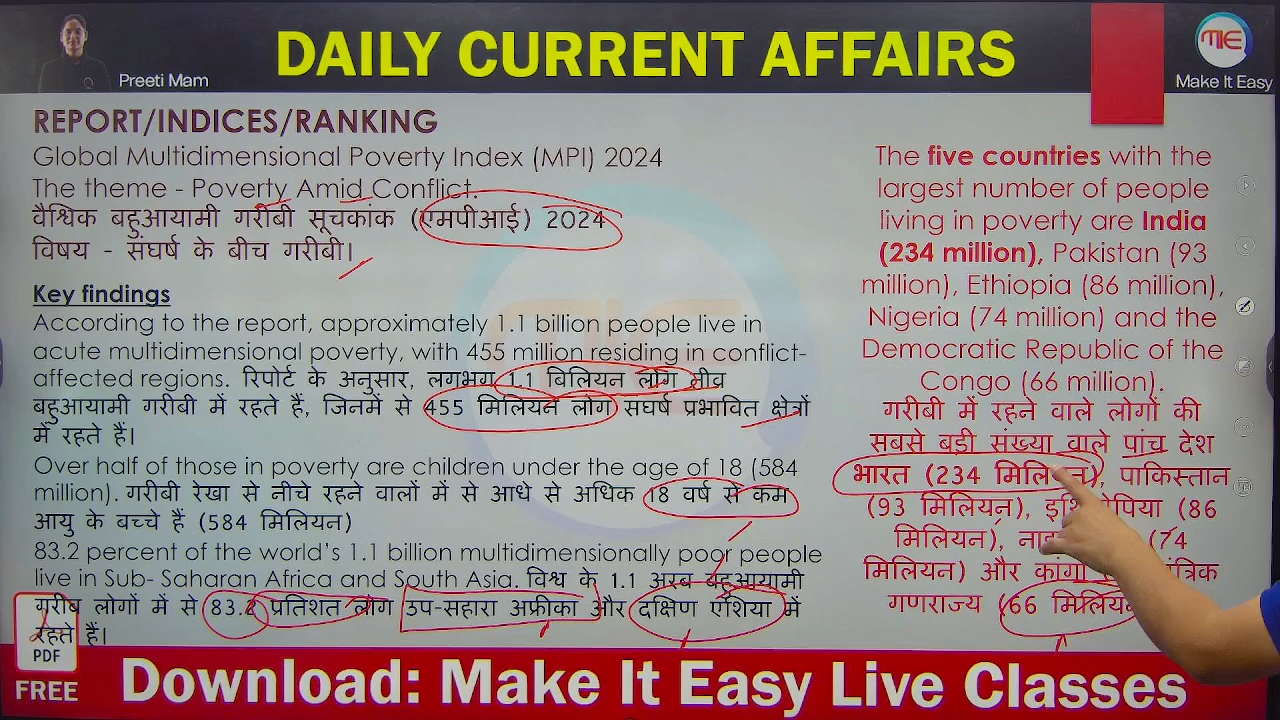 DAILY CURRENT AFFAIRS
Preeti Mam
MIE
Make It Easy
REPORT/INDICES/RANKING
Global Multidimensional Poverty Index (MPI) 2024
The theme - Poverty Amid Conflict.
वैश्विक बहुआयामी गरीबी सूचकांक (एमपीआई) 2024
विषय - संघर्ष के बीच गरीबी।
Key findings
According to the report, approximately 1.1 billion people live in
acute multidimensional poverty, with 455 million residing in conflict-
affected regions. रिपोर्ट के अनुसार, लगभग 1.1 बिलियन लोग तीव्र
बहुआयामी गरीबी में रहते हैं, जिनमें से 455 मिलियन लोग संघर्ष प्रभावित क्षेत्रों
में रहते हैं।
Over half of those in poverty are children under the age of 18 (584
million). गरीबी रेखा से नीचे रहने वालों में से आधे से अधिक 18 वर्ष से कम
आयु के बच्चे हैं (584 मिलियन)
83.2 percent of the world's 1.1 billion multidimensionally poor people
live in Sub- Saharan Africa and South Asia. विश्व के 1.1 अरब बहुआयामी
गरीब लोगों में से 83.2 प्रतिशत लोग उप-सहारा अफ्रीका और दक्षिण एशिया में
रहते हैं।
The five countries with the
largest number of people
living in poverty are India
(234 million), Pakistan (93
million), Ethiopia (86 million),
Nigeria (74 million) and the
Democratic Republic of the
Congo (66 million).
गरीबी में रहने वाले लोगों की
सबसे बड़ी संख्या वाले पांच देश
भारत (234 मिलियन), पाकिस्तान
(93 मिलियन), (86
मिलियन), (74
मिलियन) और कांगो
गणराज्य (66
PDF
FREE
Download: Make It Easy Live Classes